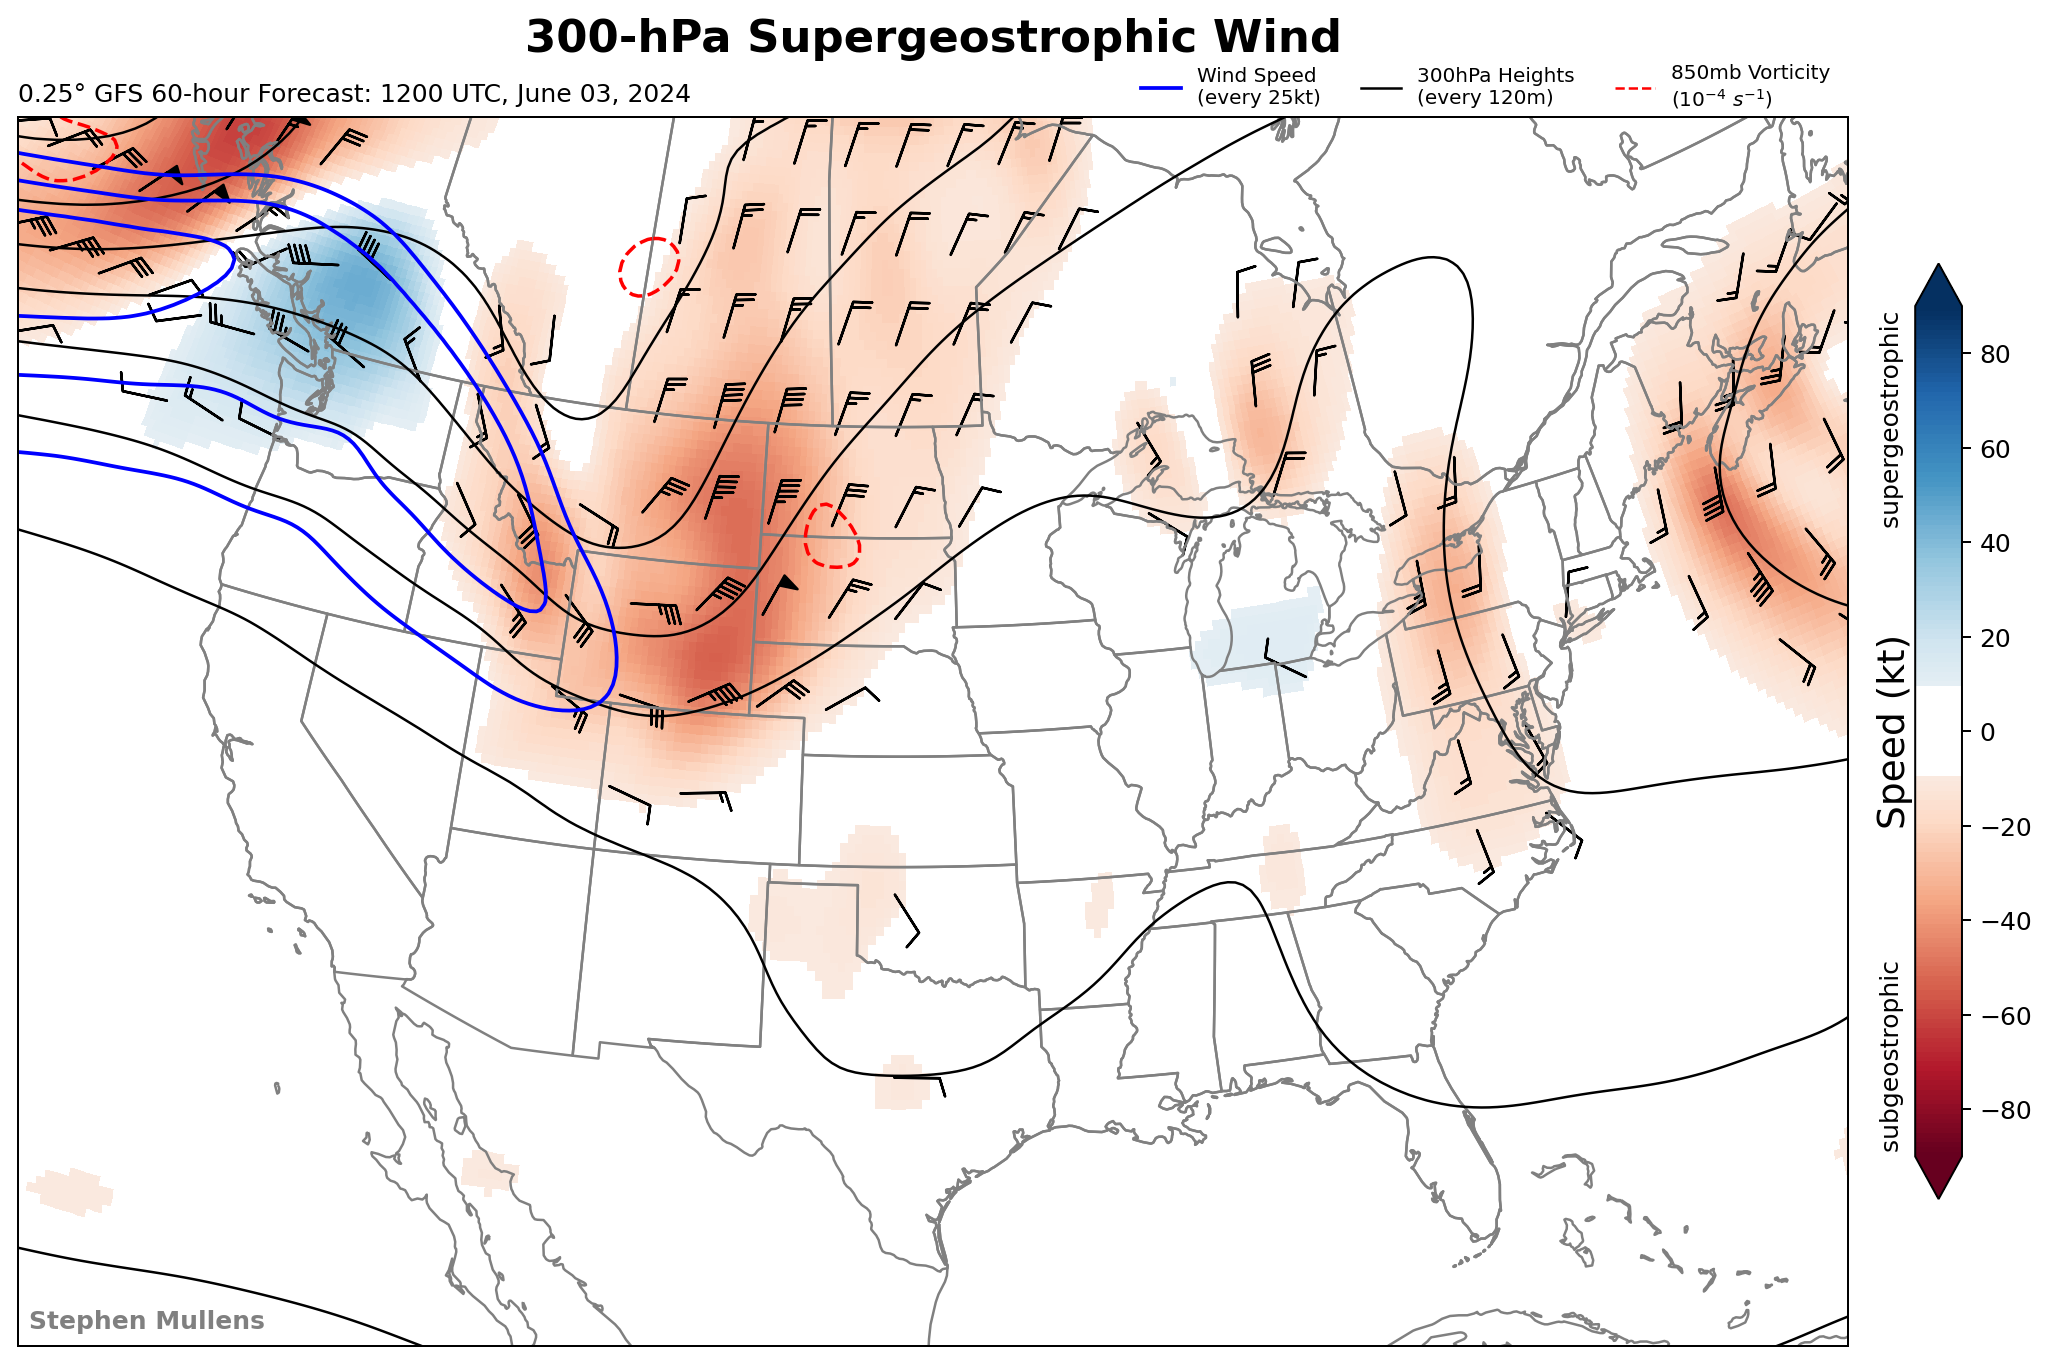 300-hPa Supergeostrophic Wind
0.25° GFS 60-hour Forecast: 1200 UTC, June 03, 2024
Wind Speed
(every 25kt)
300hPa Heights
(every 120m)
850mb Vorticity
(10⁻⁴ s⁻¹)
supergeostrophic
Speed (kt)
subgeostrophic
80
60
40
20
0
−20
−40
−60
−80
Stephen Mullens